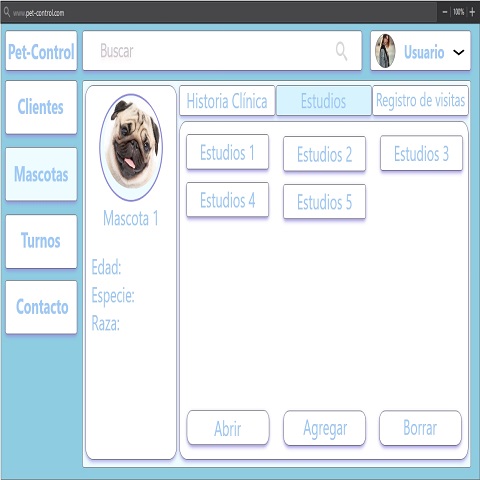 www.pet-control.com
100%
Pet-Control
Buscar
Usuario
Clientes
Mascotas
Turnos
Contacto
Mascota 1
Edad:
Especie:
Raza:
Historia Clínica
Estudios
Registro de visitas
Estudios 1
Estudios 2
Estudios 3
Estudios 4
Estudios 5
Abrir
Agregar
Borrar